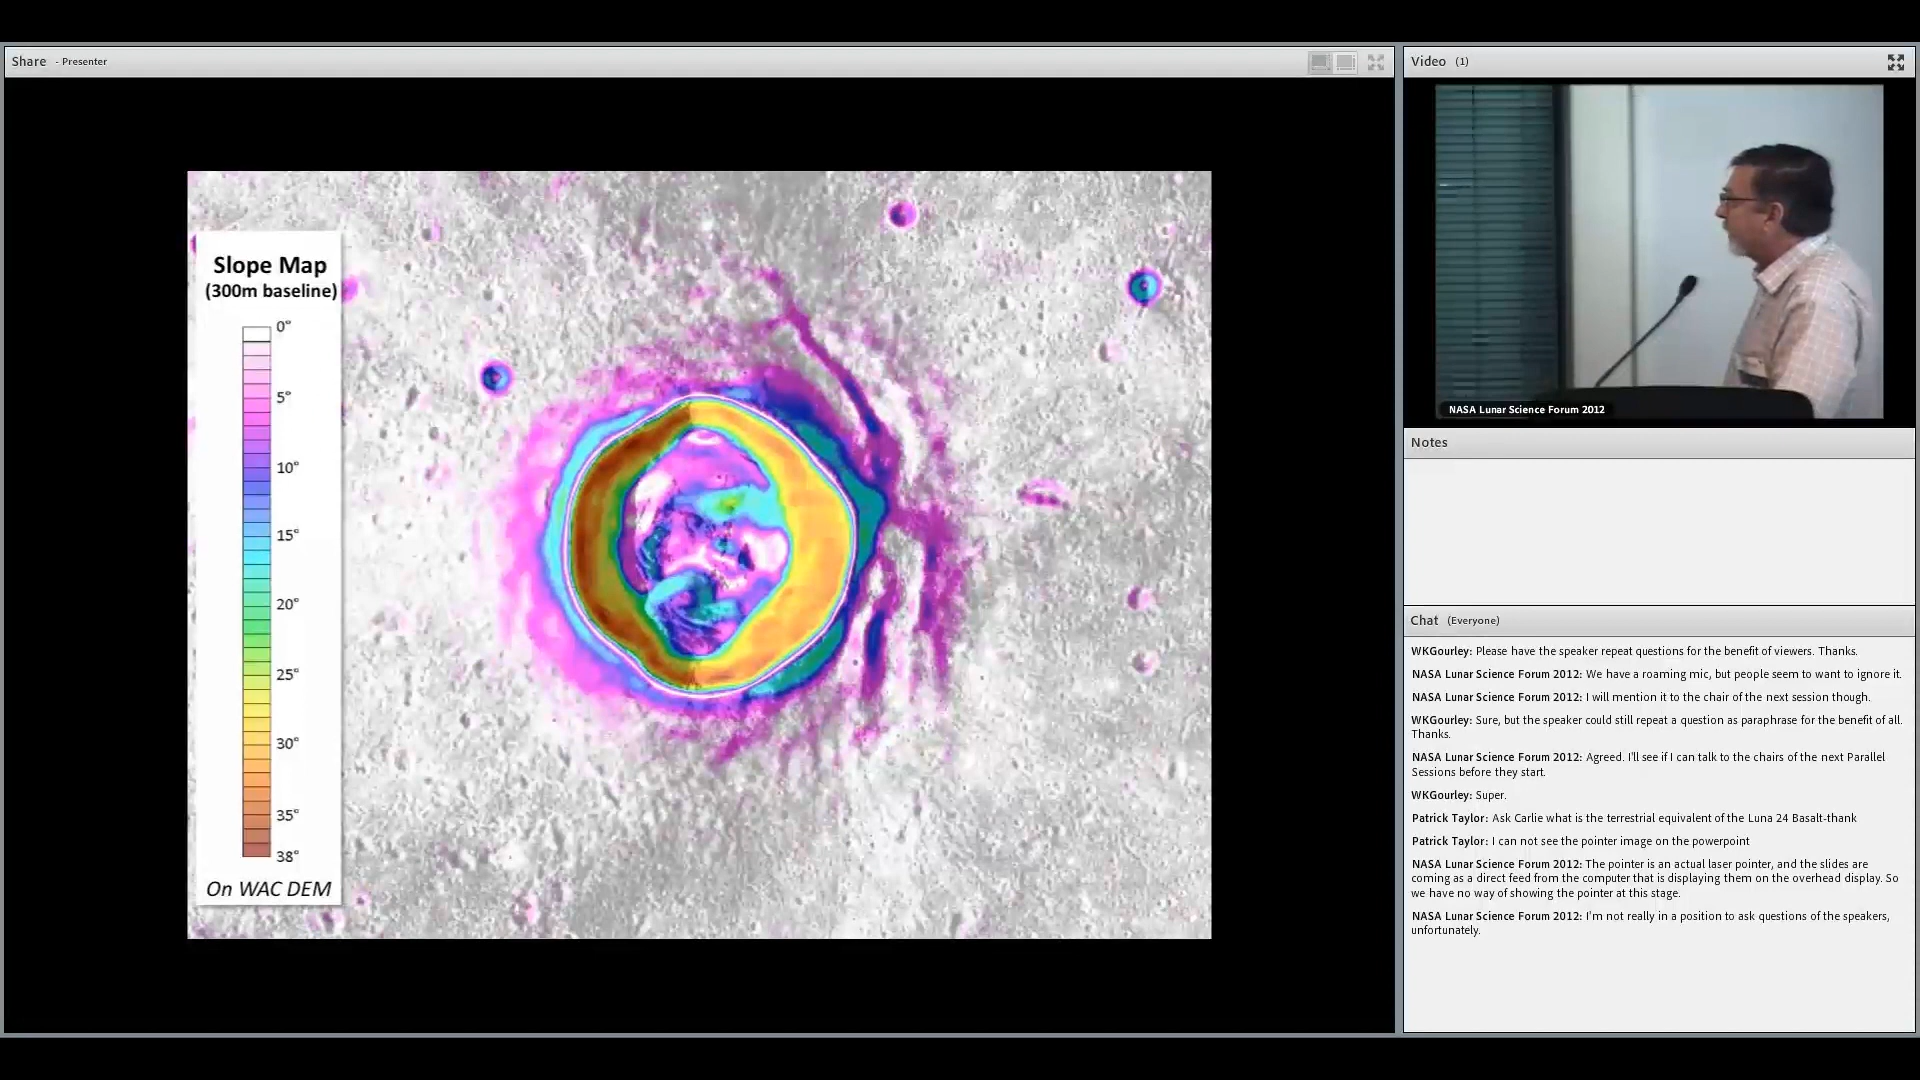 Share - Presenter
Slope Map
(300m baseline)
0°
5°
10°
15°
20°
25°
30°
35°
38°
On WAC DEM
Video (1)
NASA Lunar Science Forum 2012
Notes
Chat (Everyone)
WKGourley: Please have the speaker repeat questions for the benefit of viewers. Thanks.
NASA Lunar Science Forum 2012: We have a roaming mic, but people seem to want to ignore it.
NASA Lunar Science Forum 2012: I will mention it to the chair of the next session though.
WKGourley: Sure, but the speaker could still repeat a question as paraphrase for the benefit of all.
Thanks.
NASA Lunar Science Forum 2012: Agreed. I'll see if I can talk to the chairs of the next Parallel
Sessions before they start.
WKGourley: Super.
Patrick Taylor: Ask Carlie what is the terrestrial equivalent of the Luna 24 Basalt-thank
Patrick Taylor: I can not see the pointer image on the powerpoint
NASA Lunar Science Forum 2012: The pointer is an actual laser pointer, and the slides are
coming as a direct feed from the computer that is displaying them on the overhead display. So
we have no way of showing the pointer at this stage.
NASA Lunar Science Forum 2012: I'm not really in a position to ask questions of the speakers,
unfortunately.